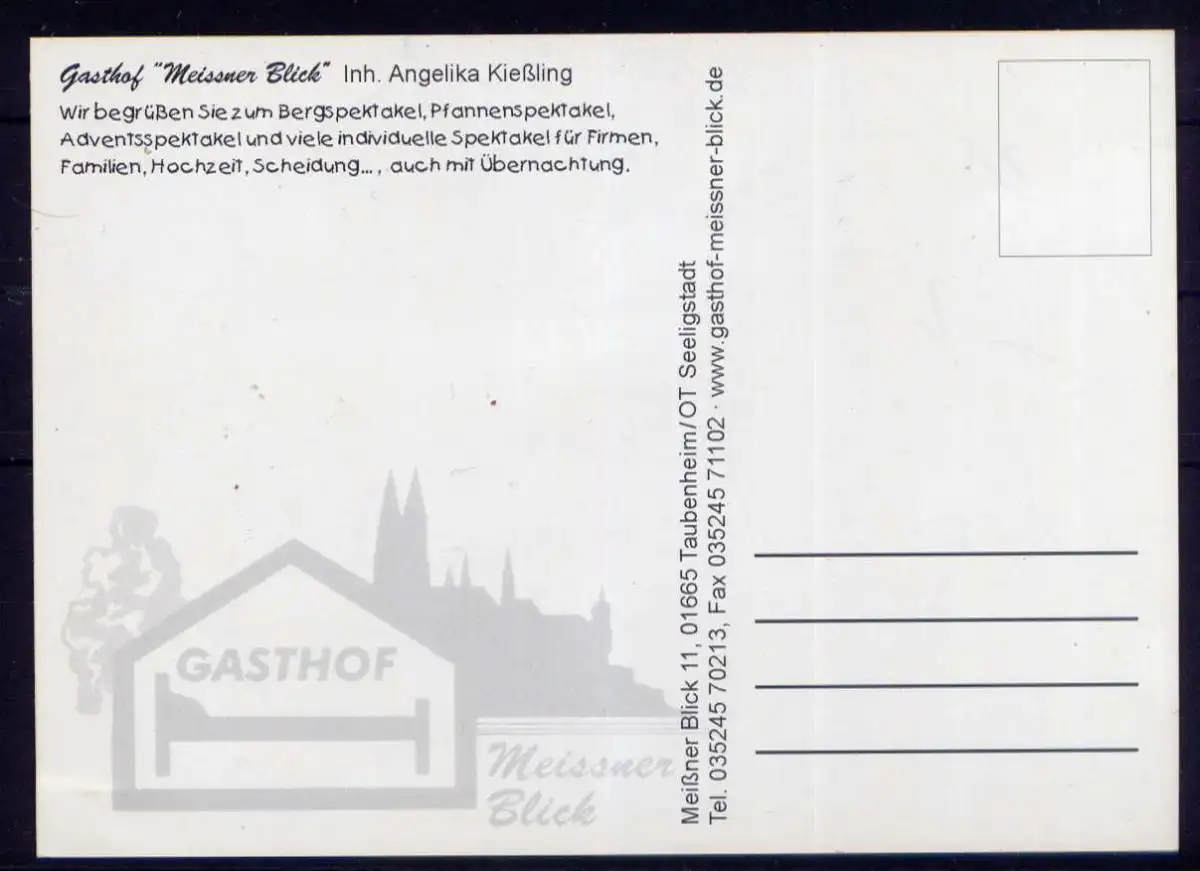 Gasthof "Meissner Blick" Inh. Angelika Kießling
Wir begrüßen Sie zum Bergspektakel, Pfannenspektakel,
Adventsspektakel und viele individuelle Spektakel für Firmen,
Familien, Hochzeit, Scheidung..., auch mit Übernachtung.
GASTHOF
Meissner
Blick
Meißner Blick 11, 01665 Taubenheim/OT Seeligstadt
Tel. 035245 70213, Fax 035245 71102 · www.gasthof-meissner-blick.de